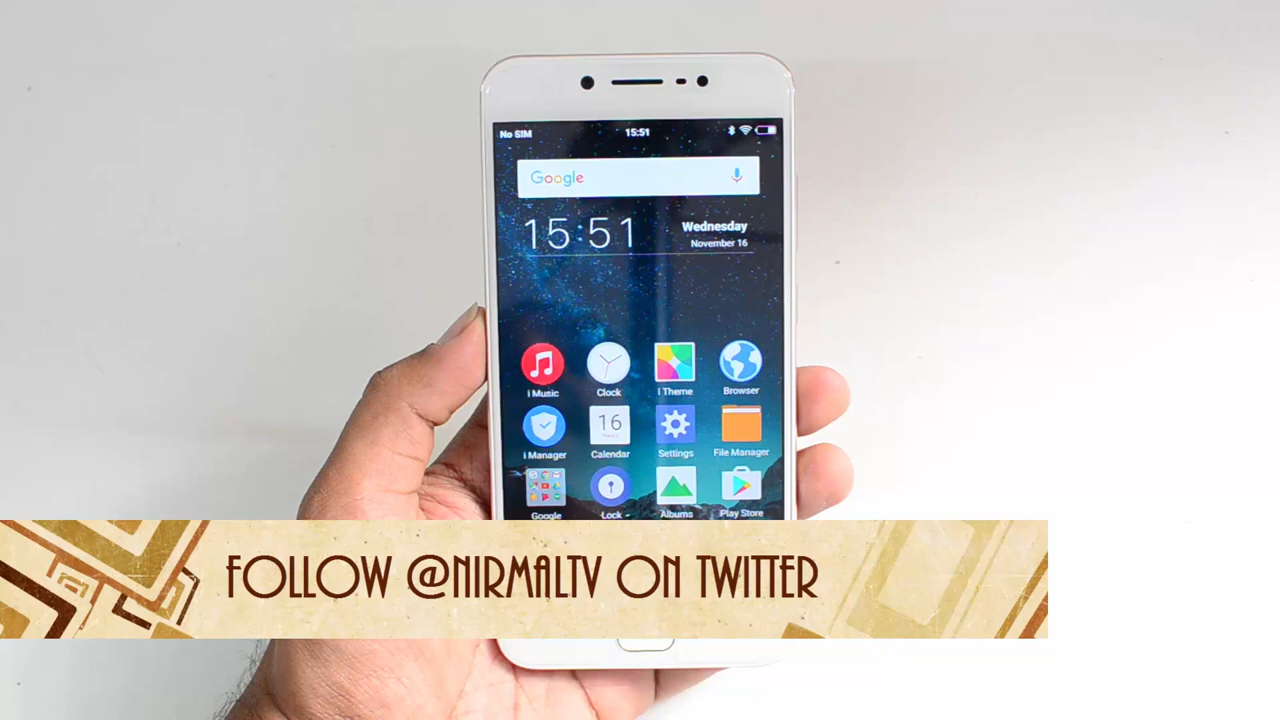 No SIM 15:51
Google
15:51
Wednesday
November 16
i Music Clock i Theme Browser
16
i Manager Calendar Settings File Manager
Google Lock Albums Play Store
FOLLOW @NIRMALTV ON TWITTER